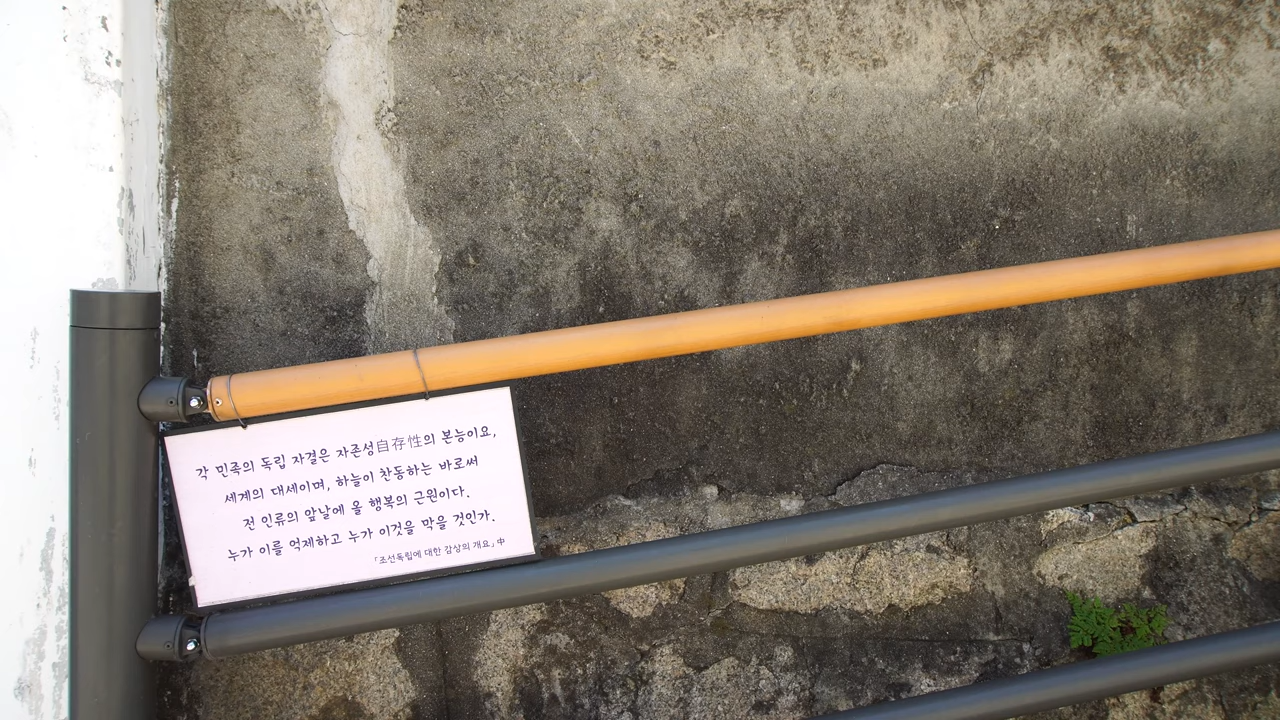 각 민족의 독립 자결은 자존성自存性의 본능이요,
세계의 대세이며, 하늘이 찬동하는 바로써
전 인류의 앞날에 올 행복의 근원이다.
누가 이를 억제하고 누가 이것을 막을 것인가.
「조선독립에 대한 감상의 개요」中